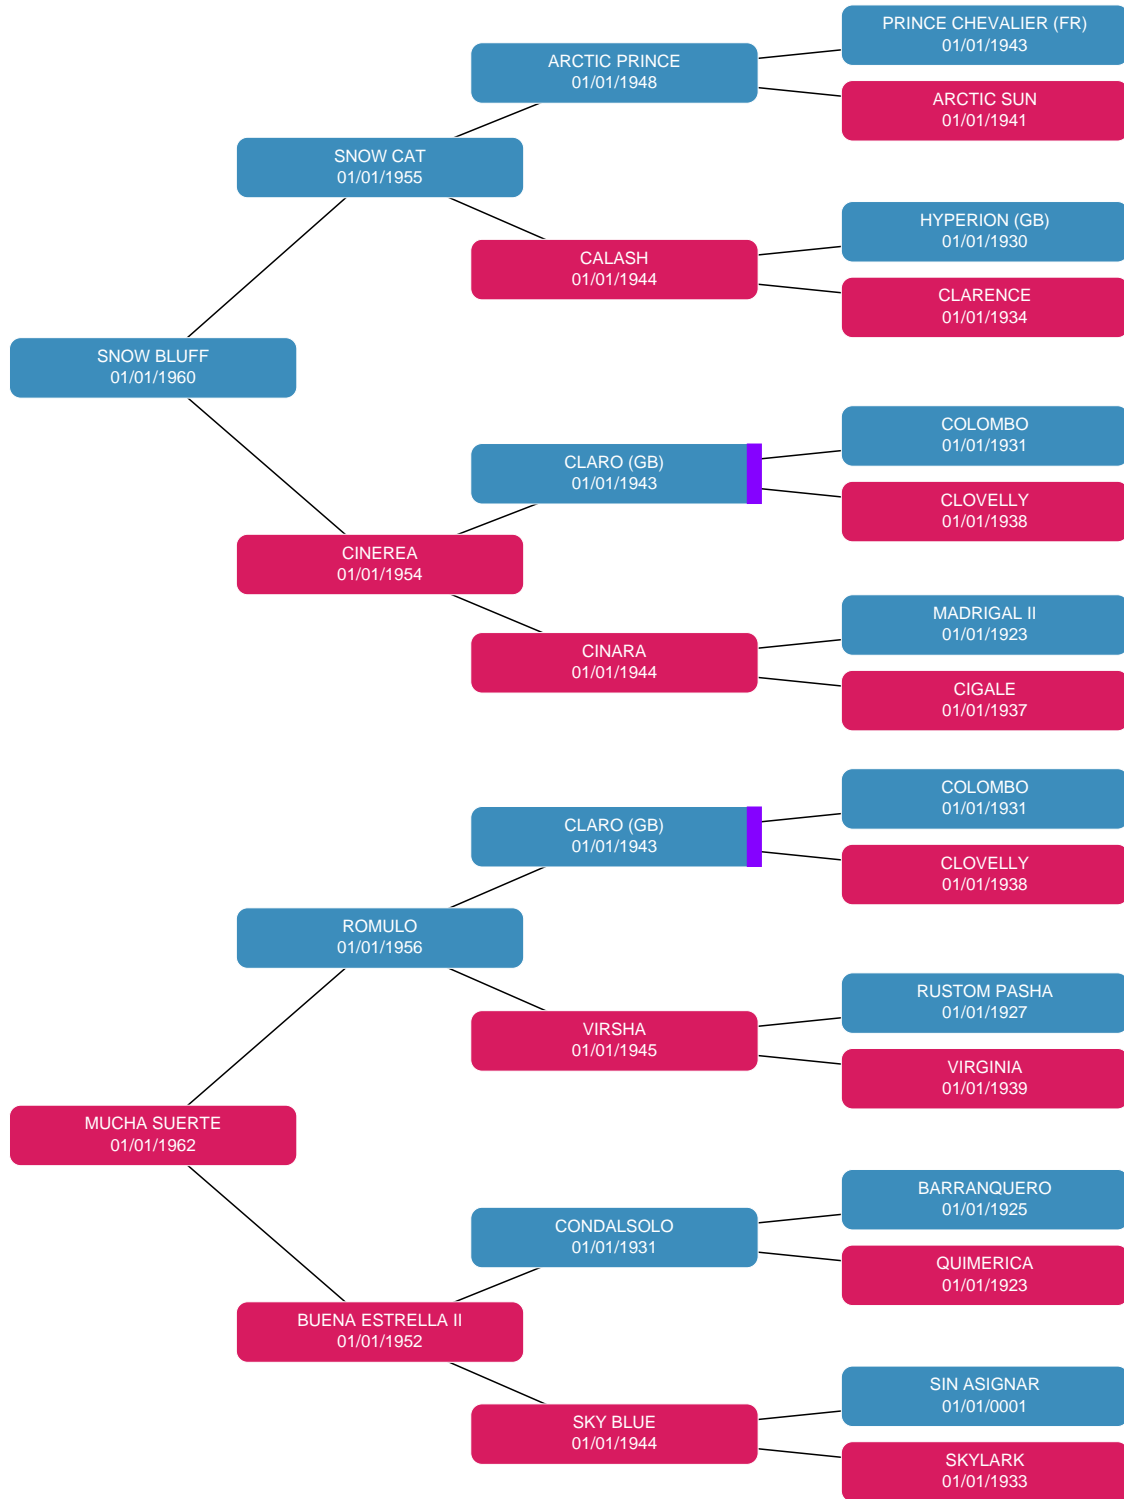 PRINCE CHEVALIER (FR)
01/01/1943
ARCTIC PRINCE
01/01/1948
ARCTIC SUN
01/01/1941
SNOW CAT
01/01/1955
HYPERION (GB)
01/01/1930
CALASH
01/01/1944
CLARENCE
01/01/1934
SNOW BLUFF
01/01/1960
COLOMBO
01/01/1931
CLARO (GB)
01/01/1943
CLOVELLY
01/01/1938
CINEREA
01/01/1954
MADRIGAL II
01/01/1923
CINARA
01/01/1944
CIGALE
01/01/1937
COLOMBO
01/01/1931
CLARO (GB)
01/01/1943
CLOVELLY
01/01/1938
ROMULO
01/01/1956
RUSTOM PASHA
01/01/1927
VIRSHA
01/01/1945
VIRGINIA
01/01/1939
MUCHA SUERTE
01/01/1962
BARRANQUERO
01/01/1925
CONDALSOLO
01/01/1931
QUIMERICA
01/01/1923
BUENA ESTRELLA II
01/01/1952
SIN ASIGNAR
01/01/0001
SKY BLUE
01/01/1944
SKYLARK
01/01/1933